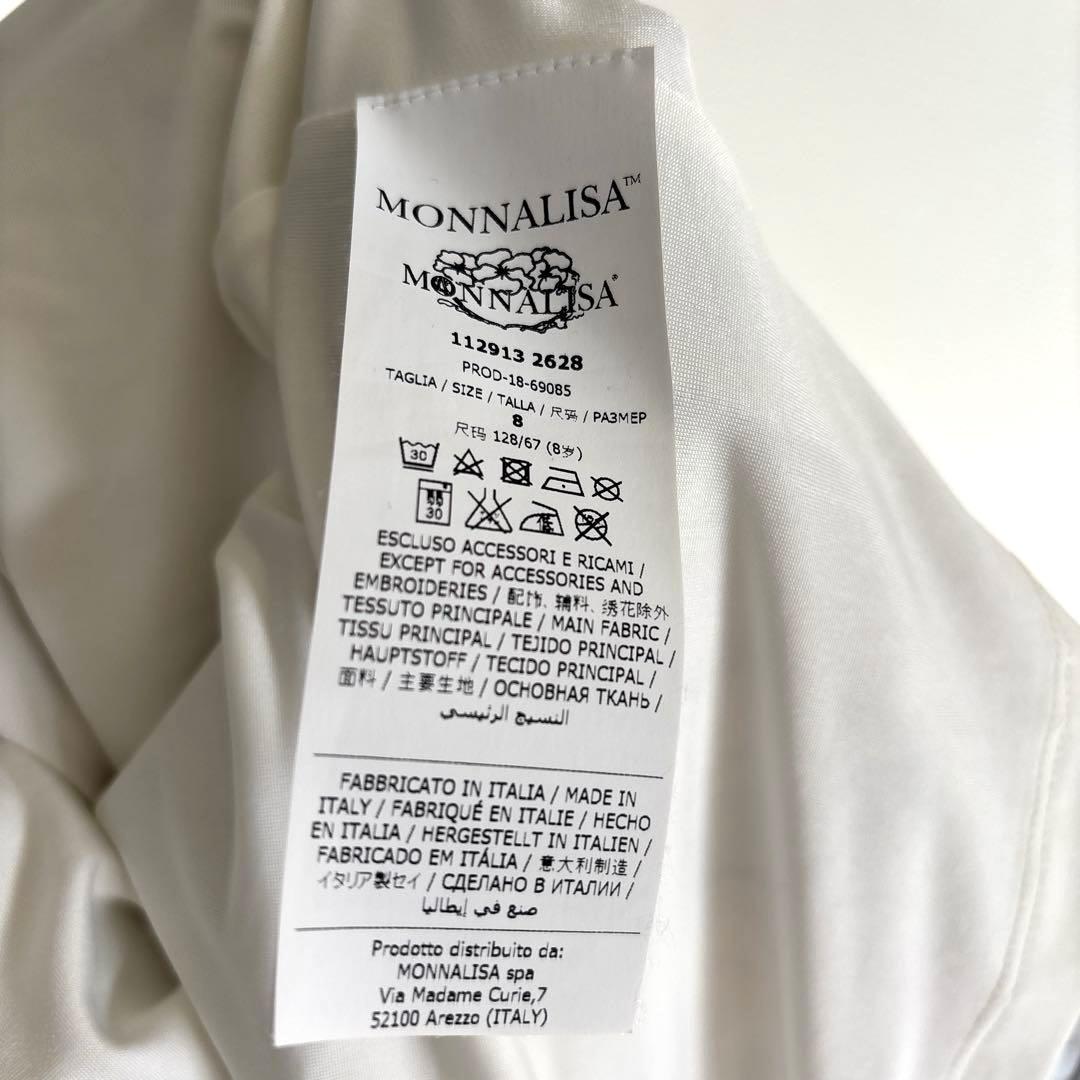 MONNALISA™
MONNALISA®
112913 2628
PROD-18-69085
TAGLIA / SIZE / TALLA / 尺码 / РАЗМЕР
8
尺码 128/67 (8岁)
30
30 低
ESCLUSO ACCESSORI E RICAMI /
EXCEPT FOR ACCESSORIES AND
EMBROIDERIES / 配饰、辅料、绣花除外
TESSUTO PRINCIPALE / MAIN FABRIC /
TISSU PRINCIPAL / TEJIDO PRINCIPAL /
HAUPTSTOFF / TECIDO PRINCIPAL /
面料 / 主要生地 / ОСНОВНАЯ ТКАНЬ /
النسيج الرئيسي
FABBRICATO IN ITALIA / MADE IN
ITALY / FABRIQUÉ EN ITALIE / HECHO
EN ITALIA / HERGESTELLT IN ITALIEN /
FABRICADO EM ITÁLIA / 意大利制造 /
イタリア製セイ / СДЕЛАНО В ИТАЛИИ /
صنع في إيطاليا
Prodotto distribuito da:
MONNALISA spa
Via Madame Curie,7
52100 Arezzo (ITALY)